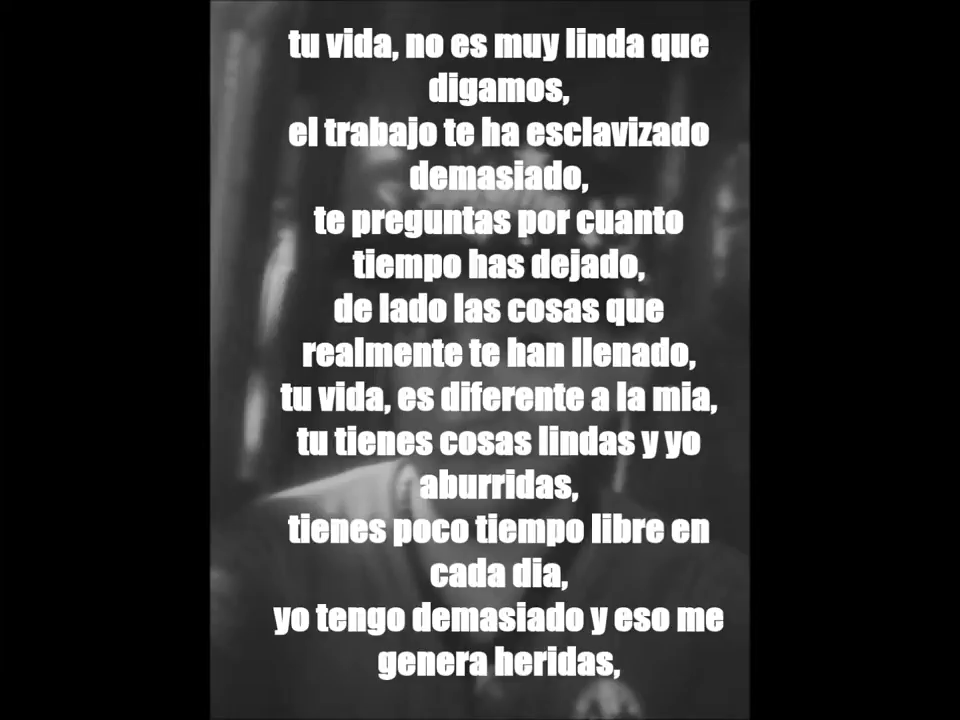 tu vida, no es muy linda que
digamos,
el trabajo te ha esclavizado
demasiado,
te preguntas por cuanto
tiempo has dejado,
de lado las cosas que
realmente te han llenado,
tu vida, es diferente a la mia,
tu tienes cosas lindas y yo
aburridas,
tienes poco tiempo libre en
cada dia,
yo tengo demasiado y eso me
genera heridas,